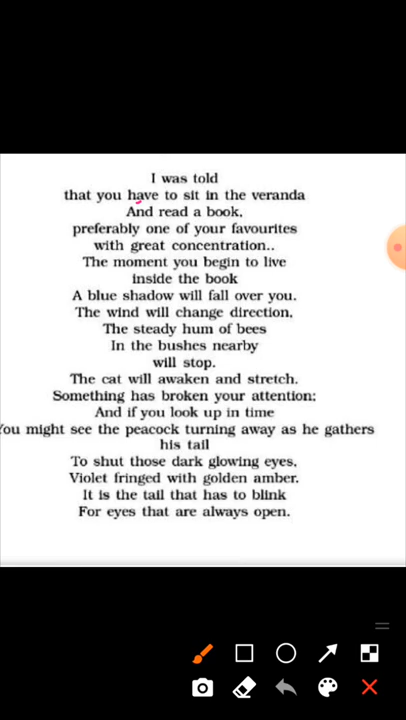 I was told
that you have to sit in the veranda
And read a book,
preferably one of your favourites
with great concentration..
The moment you begin to live
inside the book
A blue shadow will fall over you.
The wind will change direction,
The steady hum of bees
In the bushes nearby
will stop.
The cat will awaken and stretch.
Something has broken your attention;
And if you look up in time
You might see the peacock turning away as he gathers
his tail
To shut those dark glowing eyes,
Violet fringed with golden amber.
It is the tail that has to blink
For eyes that are always open.